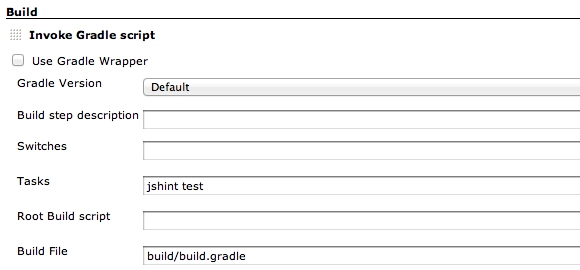 Build
Invoke Gradle script
Use Gradle Wrapper
Gradle Version Default
Build step description
Switches
Tasks jshint test
Root Build script
Build File build/build.gradle